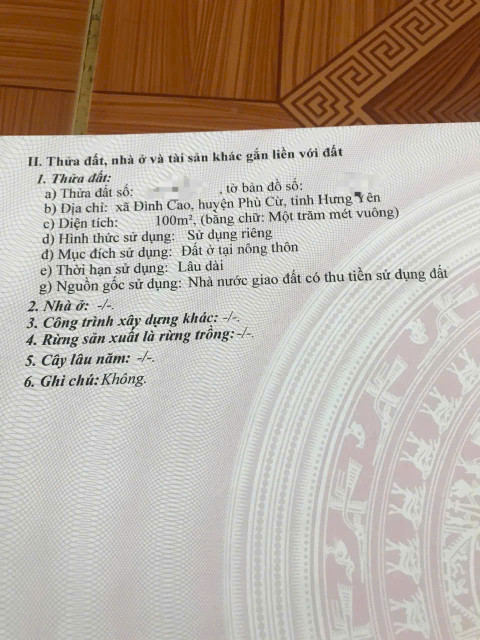 II. Thửa đất, nhà ở và tài sản khác gắn liền với đất
1. Thửa đất:
a) Thửa đất số: , tờ bản đồ số:
b) Địa chỉ: xã Đình Cao, huyện Phù Cừ, tỉnh Hưng Yên
c) Diện tích: 100m², (bằng chữ: Một trăm mét vuông)
d) Hình thức sử dụng: Sử dụng riêng
đ) Mục đích sử dụng: Đất ở tại nông thôn
e) Thời hạn sử dụng: Lâu dài
g) Nguồn gốc sử dụng: Nhà nước giao đất có thu tiền sử dụng đất
2. Nhà ở: -/-.
3. Công trình xây dựng khác: -/-.
4. Rừng sản xuất là rừng trồng:-/-.
5. Cây lâu năm: -/-.
6. Ghi chú: Không.